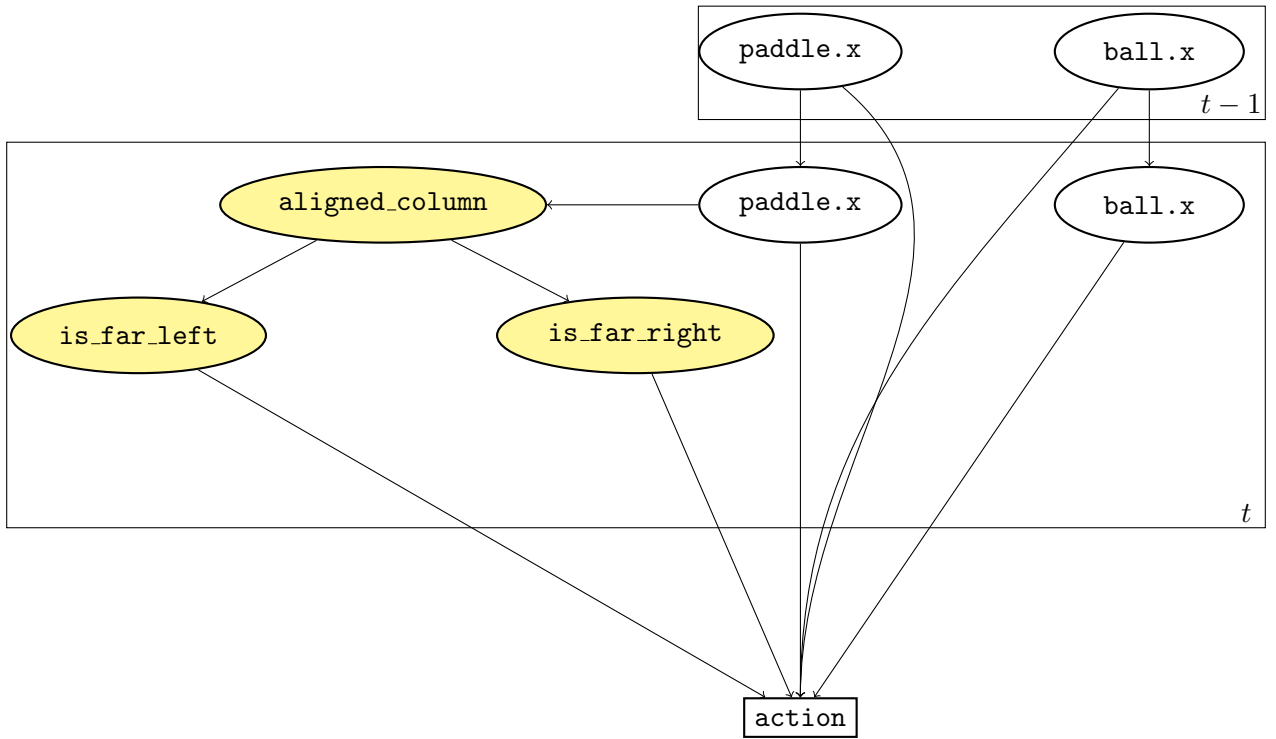 paddle.x
ball.x
t − 1
aligned_column
paddle.x
ball.x
is_far_left
is_far_right
t
action